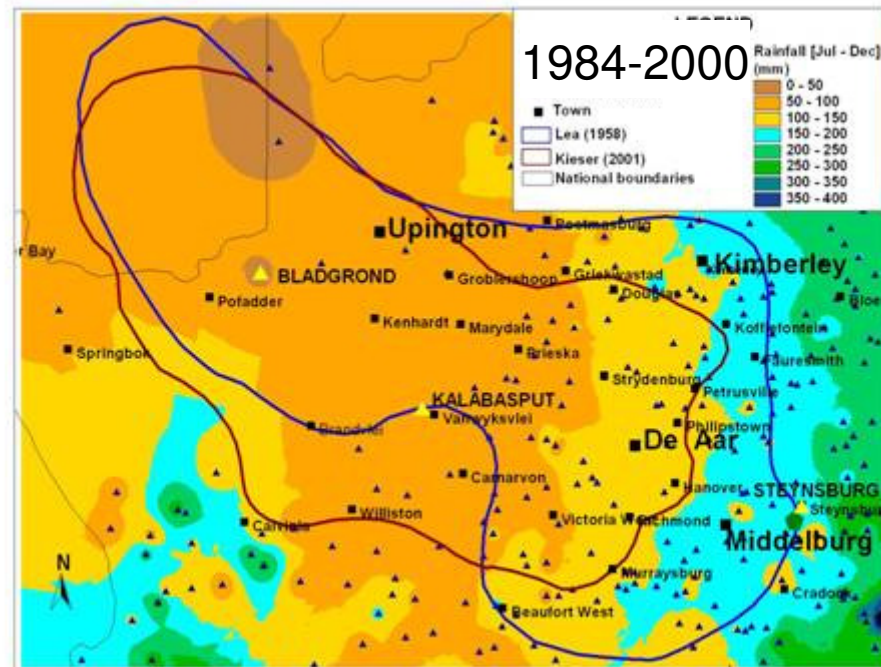 LEGEND
1984-2000
Rainfall [Jul - Dec]
(mm)
0 - 50
50 - 100
100 - 150
150 - 200
200 - 250
250 - 300
300 - 350
350 - 400
Town
Lea (1958)
Kieser (2001)
National boundaries
Postmasburg
Upington
er Bay
Kimberley
BLADGROND
Groblershoop
Griekwastad
Douglas
Pofadder
Kenhardt
Marydale
Koffiefontein
Springbok
Prieska
Fauresmith
Strydenburg
Petrusville
KALABASPUT
Vanwyksvlei
Brandvlei
Philipstown
De Aar
Carnarvon
Hanover
STEYNSBURG
Williston
Victoria W
Richmond
Calvinia
Middelburg
N
Murraysburg
Cradock
Beaufort West